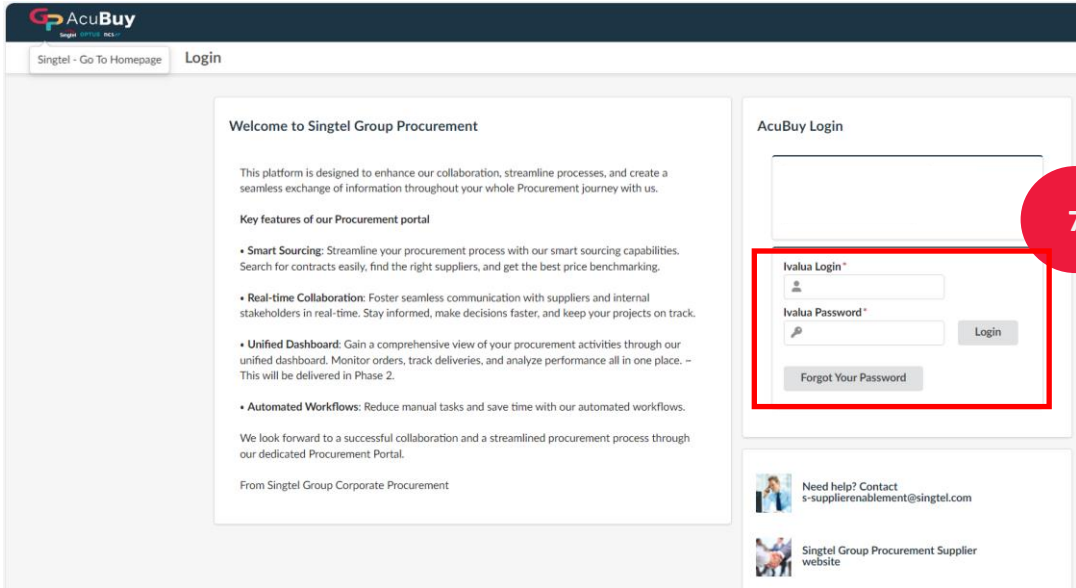 GP AcuBuy
Singtel OPTUS ncs
Singtel - Go To Homepage
Login
Welcome to Singtel Group Procurement
This platform is designed to enhance our collaboration, streamline processes, and create a
seamless exchange of information throughout your whole Procurement journey with us.
Key features of our Procurement portal
• Smart Sourcing: Streamline your procurement process with our smart sourcing capabilities.
Search for contracts easily, find the right suppliers, and get the best price benchmarking.
• Real-time Collaboration: Foster seamless communication with suppliers and internal
stakeholders in real-time. Stay informed, make decisions faster, and keep your projects on track.
• Unified Dashboard: Gain a comprehensive view of your procurement activities through our
unified dashboard. Monitor orders, track deliveries, and analyze performance all in one place. ~
This will be delivered in Phase 2.
• Automated Workflows: Reduce manual tasks and save time with our automated workflows.
We look forward to a successful collaboration and a streamlined procurement process through
our dedicated Procurement Portal.
From Singtel Group Corporate Procurement
AcuBuy Login
7
Ivalua Login*
Ivalua Password*
Login
Forgot Your Password
Need help? Contact
s-supplierenablement@singtel.com
Singtel Group Procurement Supplier
website